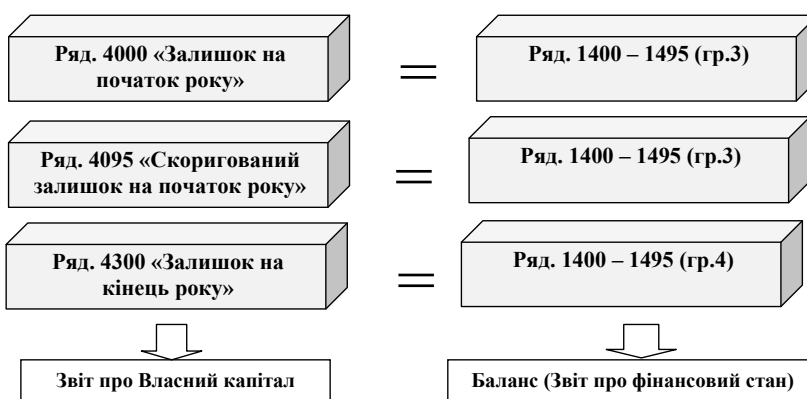 Ряд. 4000 «Залишок на
початок року»
=
Ряд. 1400 – 1495 (гр.3)
Ряд. 4095 «Скоригований
залишок на початок року»
=
Ряд. 1400 – 1495 (гр.3)
Ряд. 4300 «Залишок на
кінець року»
=
Ряд. 1400 – 1495 (гр.4)
Звіт про Власний капітал
Баланс (Звіт про фінансовий стан)